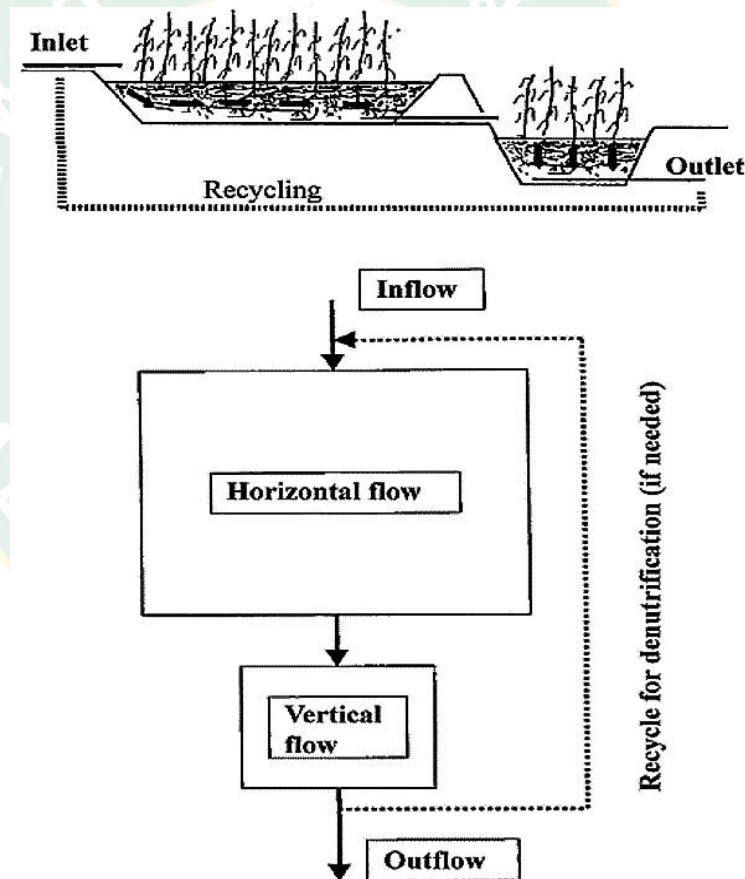 Inlet
Outlet
Recycling
Inflow
Horizontal flow
Vertical
flow
Recycle for denutrification (if needed)
Outflow